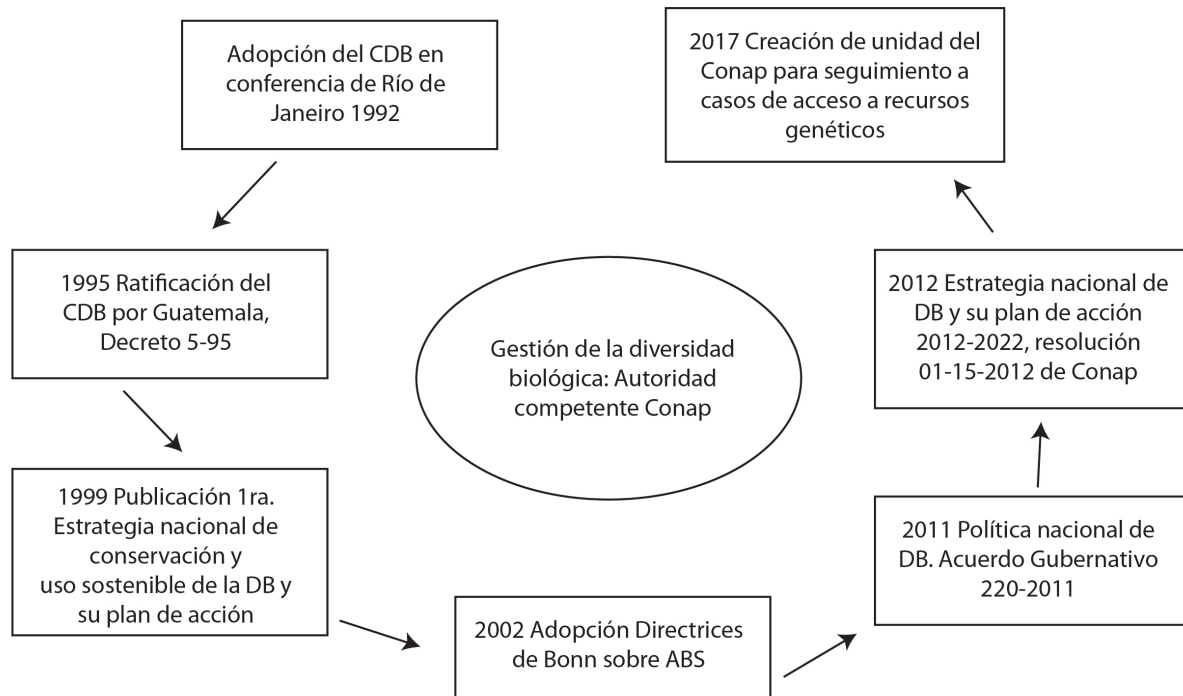 Adopción del CDB en
conferencia de Río de
Janeiro 1992
1995 Ratificación del
CDB por Guatemala,
Decreto 5-95
1999 Publicación 1ra.
Estrategia nacional de
conservación y
uso sostenible de la DB y
su plan de acción
2002 Adopción Directrices
de Bonn sobre ABS
2011 Política nacional de
DB. Acuerdo Gubernativo
220-2011
2012 Estrategia nacional de
DB y su plan de acción
2012-2022, resolución
01-15-2012 de Conap
2017 Creación de unidad del
Conap para seguimiento a
casos de acceso a recursos
genéticos
Gestión de la diversidad
biológica: Autoridad
competente Conap